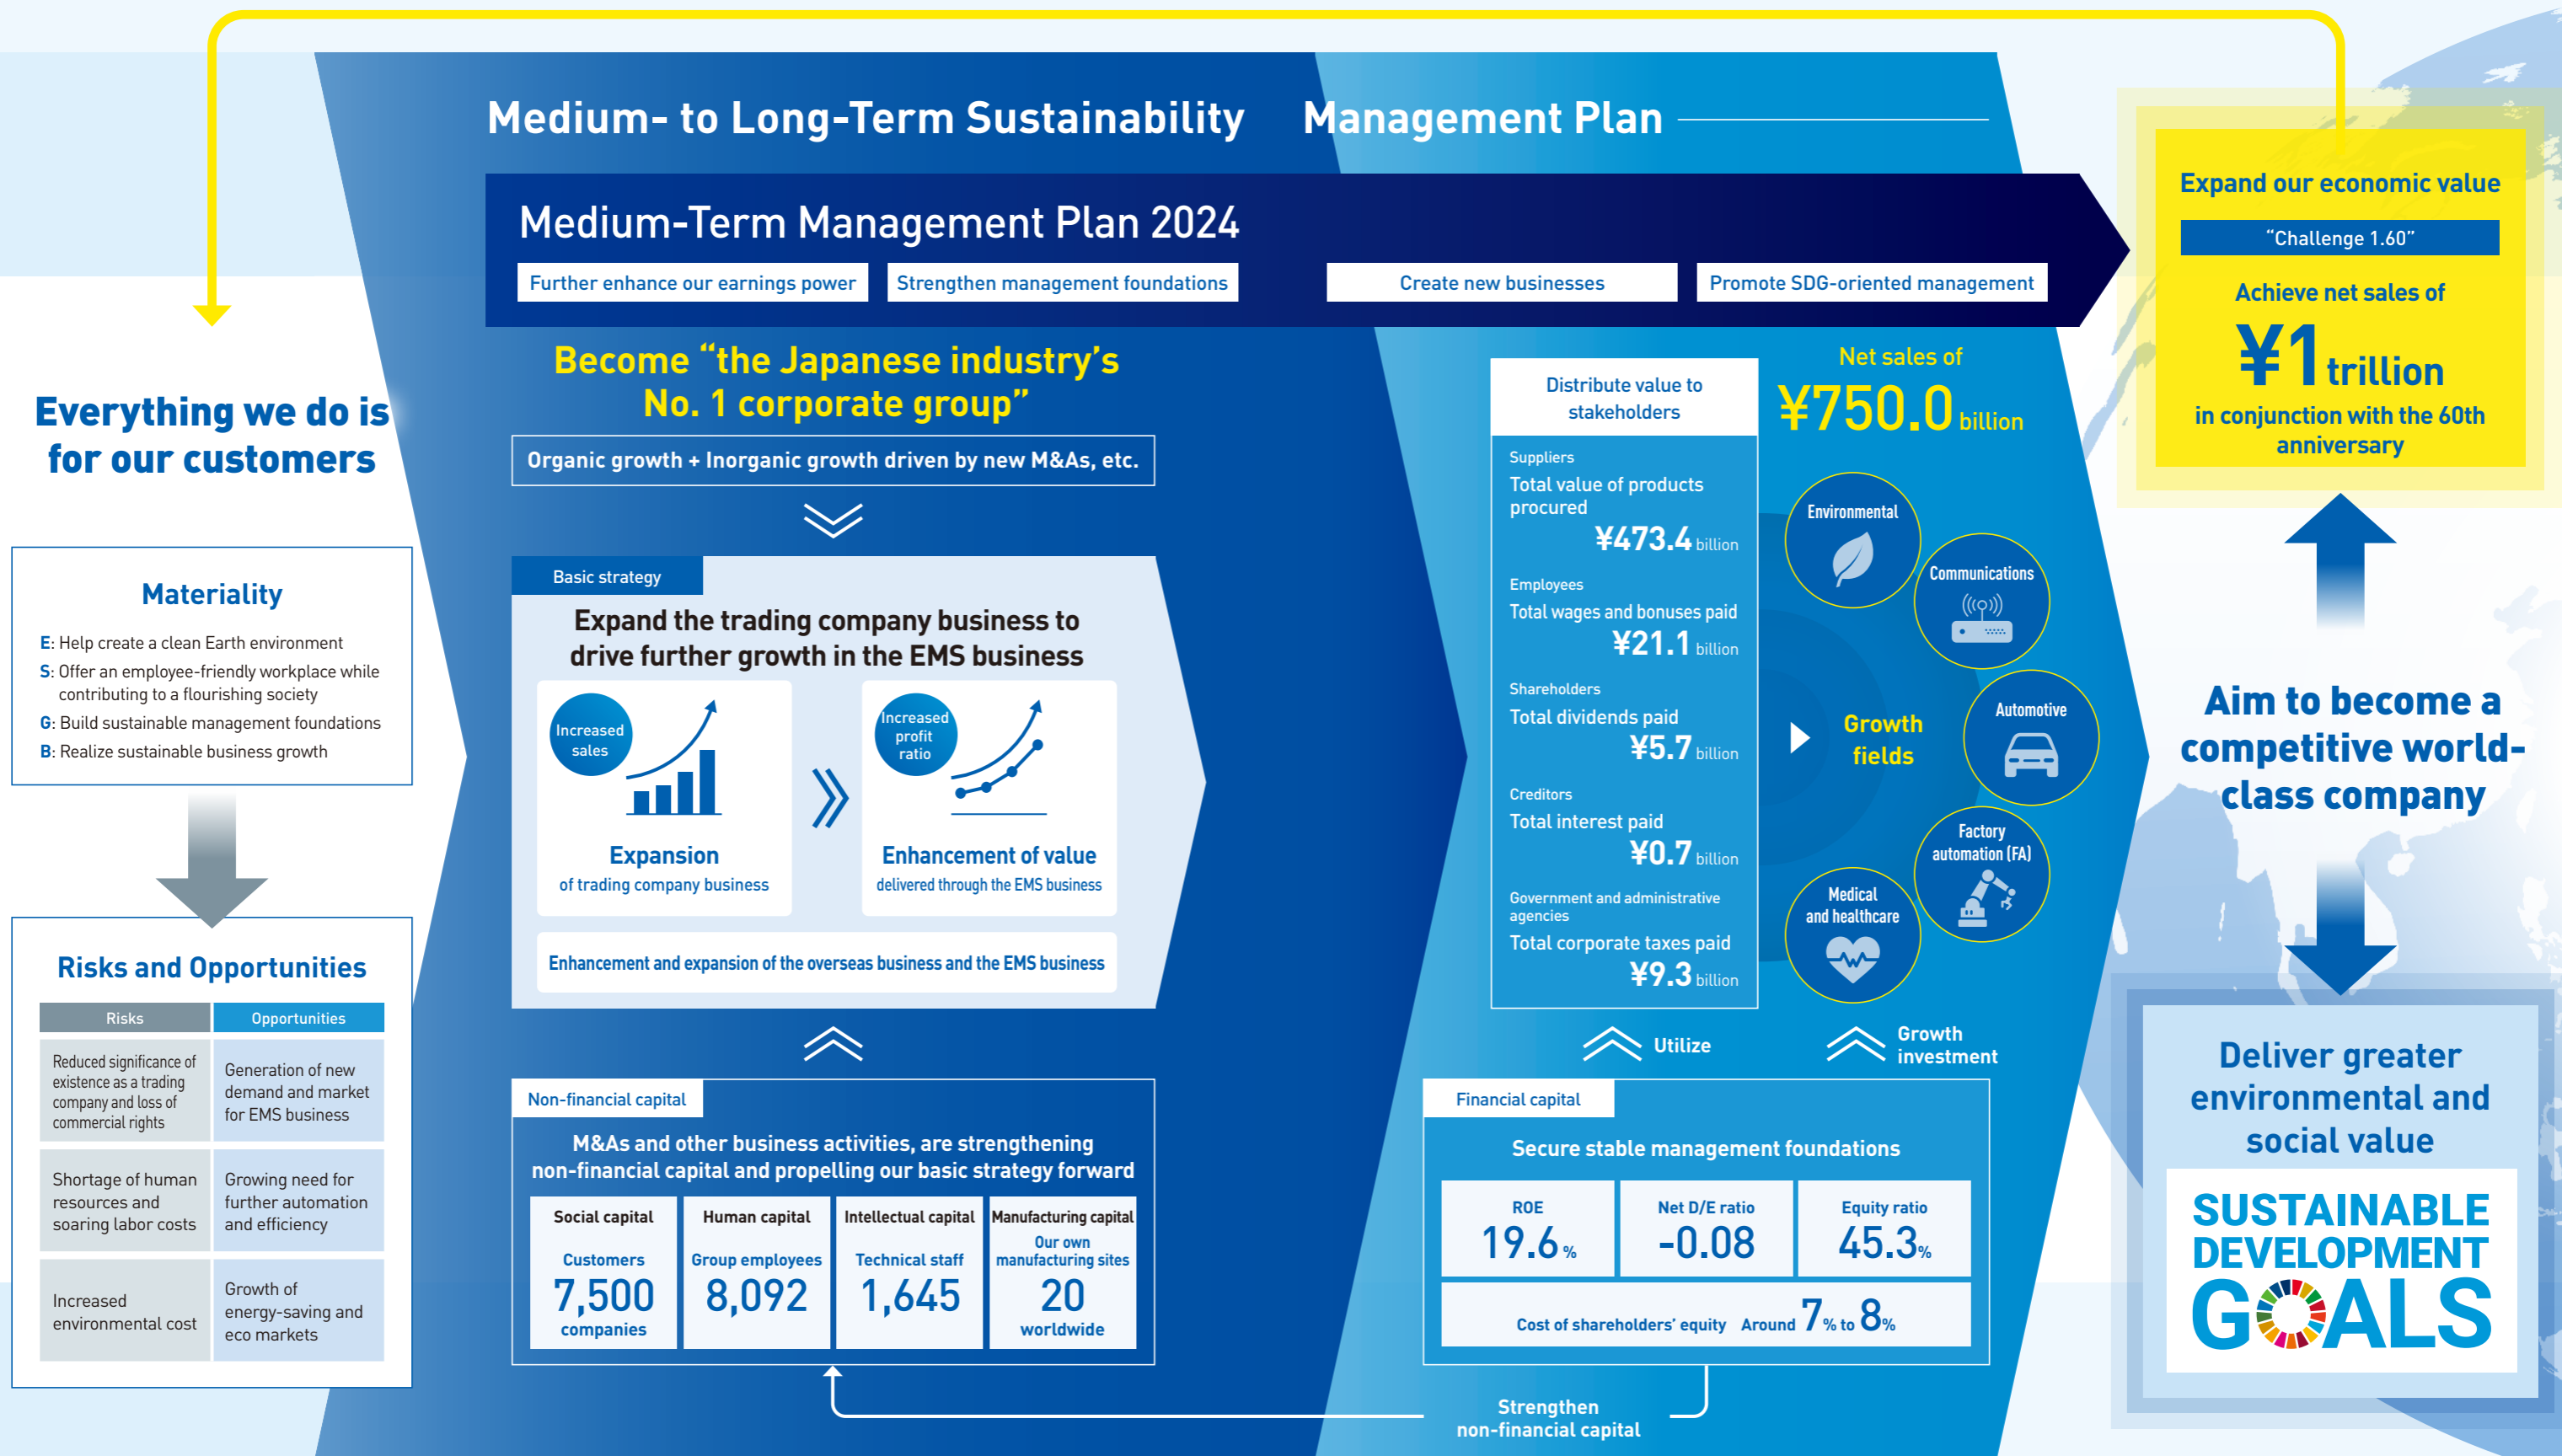 Medium- to Long-Term Sustainability Management Plan
Medium-Term Management Plan 2024
Further enhance our earnings power
Strengthen management foundations
Create new businesses
Promote SDG-oriented management
Everything we do is
for our customers
Materiality
E: Help create a clean Earth environment
S: Offer an employee-friendly workplace while
contributing to a flourishing society
G: Build sustainable management foundations
B: Realize sustainable business growth
Risks and Opportunities
Risks
Opportunities
Reduced significance of
existence as a trading
company and loss of
commercial rights
Generation of new
demand and market
for EMS business
Shortage of human
resources and
soaring labor costs
Growing need for
further automation
and efficiency
Increased
environmental cost
Growth of
energy-saving and
eco markets
Become “the Japanese industry’s
No. 1 corporate group”
Organic growth + Inorganic growth driven by new M&As, etc.
Basic strategy
Expand the trading company business to
drive further growth in the EMS business
Increased
sales
Expansion
of trading company business
Increased
profit
ratio
Enhancement of value
delivered through the EMS business
Enhancement and expansion of the overseas business and the EMS business
Non-financial capital
M&As and other business activities, are strengthening
non-financial capital and propelling our basic strategy forward
Social capital
Customers
7,500
companies
Human capital
Group employees
8,092
Intellectual capital
Technical staff
1,645
Manufacturing capital
Our own
manufacturing sites
20
worldwide
Distribute value to
stakeholders
Suppliers
Total value of products
procured
¥473.4 billion
Employees
Total wages and bonuses paid
¥21.1 billion
Shareholders
Total dividends paid
¥5.7 billion
Creditors
Total interest paid
¥0.7 billion
Government and administrative
agencies
Total corporate taxes paid
¥9.3 billion
Net sales of
¥750.0 billion
Growth
fields
Environmental
Communications
Automotive
Factory
automation (FA)
Medical
and healthcare
Utilize
Growth
investment
Financial capital
Secure stable management foundations
ROE
19.6 %
Net D/E ratio
-0.08
Equity ratio
45.3%
Cost of shareholders’ equity Around 7% to 8%
Strengthen
non-financial capital
Expand our economic value
“Challenge 1.60”
Achieve net sales of
¥1 trillion
in conjunction with the 60th
anniversary
Aim to become a
competitive world-
class company
Deliver greater
environmental and
social value
SUSTAINABLE
DEVELOPMENT
GOALS